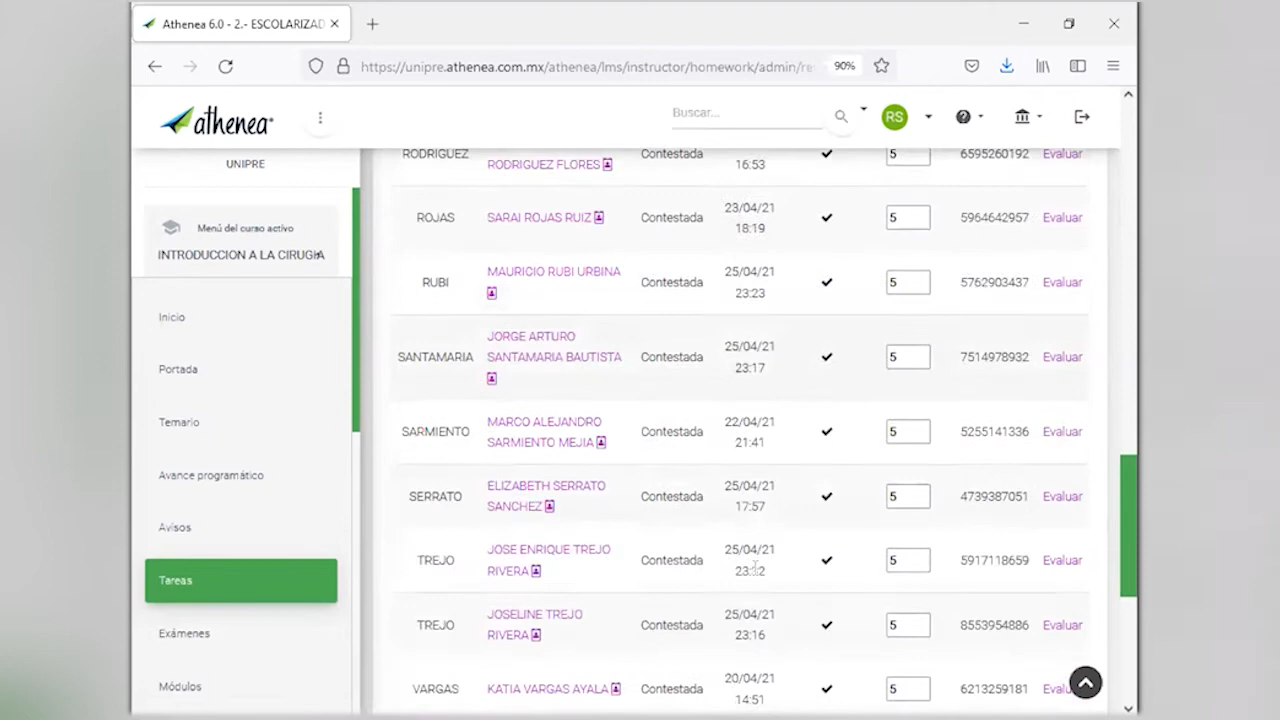 Athenea 6.0 - 2.- ESCOLARIZAD
https://unipre.athenea.com.mx/athenea/lms/instructor/homework/admin/re
90%
athenea
Buscar...
RS
UNIPRE
Menú del curso activo
INTRODUCCION A LA CIRUGIA
Inicio
Portada
Temario
Avance programático
Avisos
Tareas
Exámenes
Módulos
RODRIGUEZ RODRIGUEZ FLORES Contestada 16:53 5 6595260192 Evaluar
ROJAS SARAI ROJAS RUIZ Contestada 23/04/21 18:19 5 5964642957 Evaluar
RUBI MAURICIO RUBI URBINA Contestada 25/04/21 23:23 5 5762903437 Evaluar
SANTAMARIA JORGE ARTURO SANTAMARIA BAUTISTA Contestada 25/04/21 23:17 5 7514978932 Evaluar
SARMIENTO MARCO ALEJANDRO SARMIENTO MEJIA Contestada 22/04/21 21:41 5 5255141336 Evaluar
SERRATO ELIZABETH SERRATO SANCHEZ Contestada 25/04/21 17:57 5 4739387051 Evaluar
TREJO JOSE ENRIQUE TREJO RIVERA Contestada 25/04/21 5 5917118659 Evaluar
TREJO JOSELINE TREJO RIVERA Contestada 25/04/21 23:16 5 8553954886 Evaluar
VARGAS KATIA VARGAS AYALA Contestada 20/04/21 14:51 5 6213259181